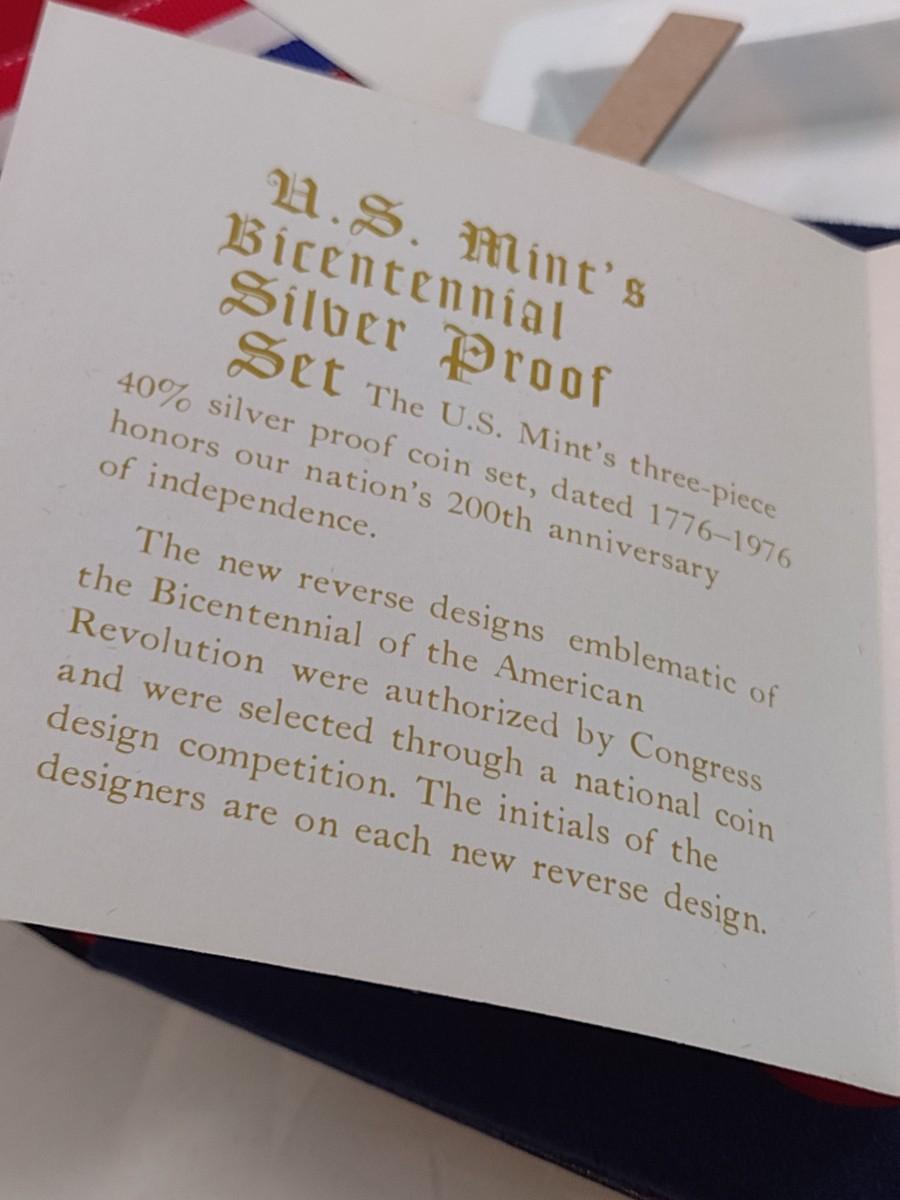 U.S. Mint's
Bicentennial
Silver Proof
Set The U.S. Mint's three-piece
40% silver proof coin set, dated 1776–1976
honors our nation's 200th anniversary
of independence.
The new reverse designs emblematic of
the Bicentennial of the American
Revolution were authorized by Congress
and were selected through a national coin
design competition. The initials of the
designers are on each new reverse design.